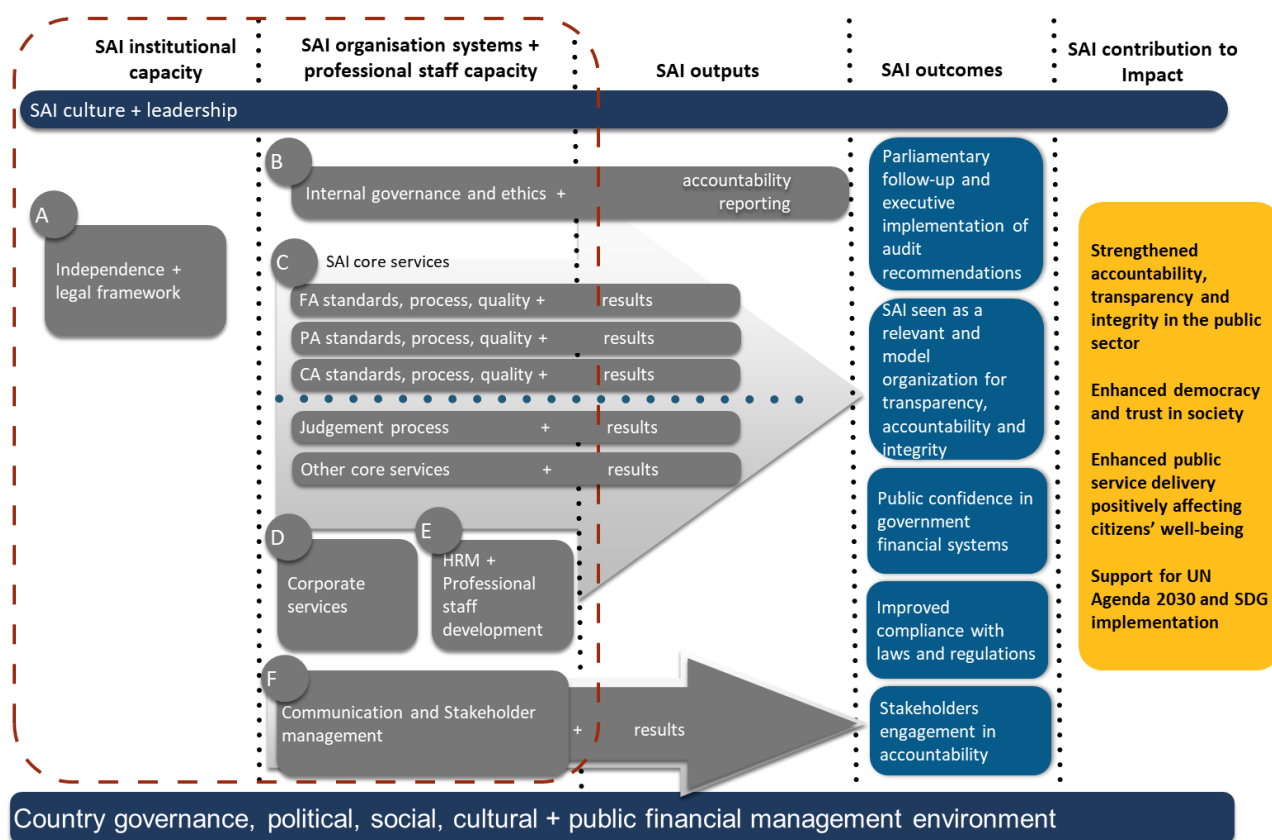 SAI institutional
capacity
SAI organisation systems +
professional staff capacity
SAI outputs
SAI outcomes
SAI contribution to
Impact
SAI culture + leadership
A
Independence +
legal framework
B
Internal governance and ethics +
accountability
reporting
C
SAI core services
FA standards, process, quality + results
PA standards, process, quality + results
CA standards, process, quality + results
Judgement process + results
Other core services + results
D
Corporate
services
E
HRM +
Professional
staff
development
F
Communication and Stakeholder
management
+ results
Parliamentary
follow-up and
executive
implementation of
audit
recommendations
SAI seen as a
relevant and
model
organization for
transparency,
accountability and
integrity
Public confidence in
government
financial systems
Improved
compliance with
laws and regulations
Stakeholders
engagement in
accountability
Strengthened
accountability,
transparency and
integrity in the public
sector
Enhanced democracy
and trust in society
Enhanced public
service delivery
positively affecting
citizens’ well-being
Support for UN
Agenda 2030 and SDG
implementation
Country governance, political, social, cultural + public financial management environment